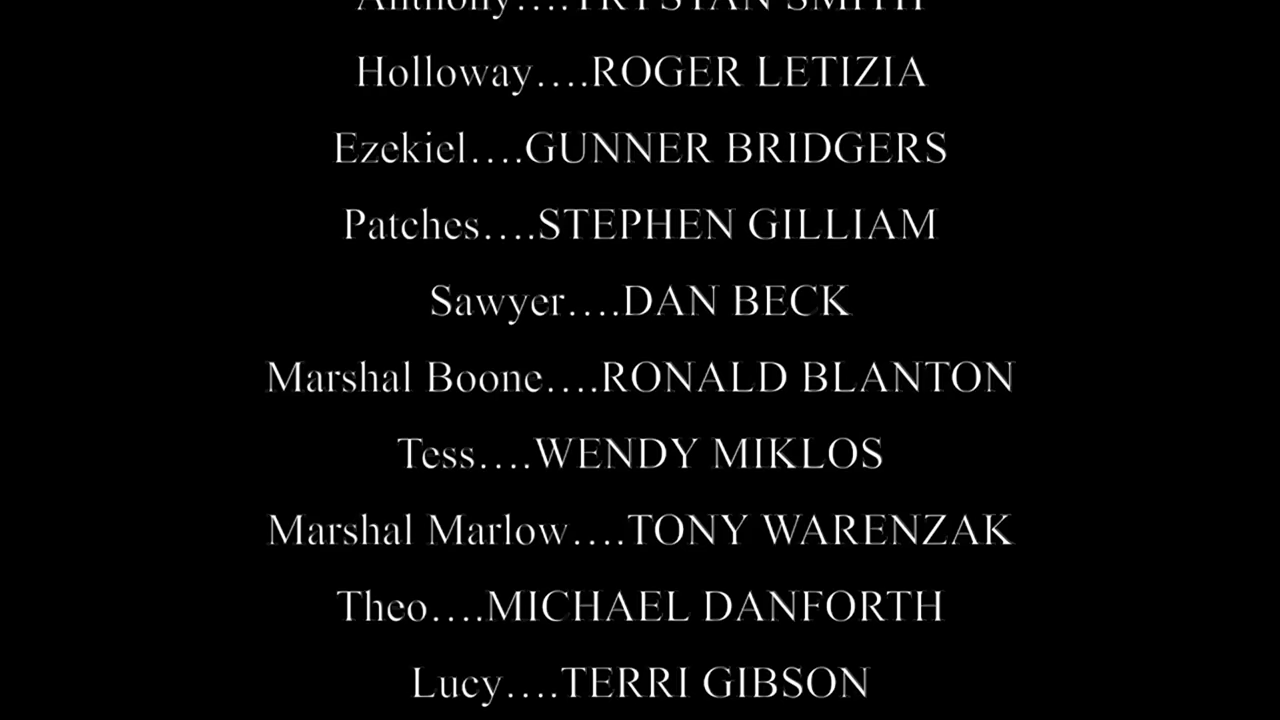 Anthony….TRYSTAN SMITH
Holloway….ROGER LETIZIA
Ezekiel….GUNNER BRIDGERS
Patches….STEPHEN GILLIAM
Sawyer….DAN BECK
Marshal Boone….RONALD BLANTON
Tess….WENDY MIKLOS
Marshal Marlow….TONY WARENZAK
Theo….MICHAEL DANFORTH
Lucy….TERRI GIBSON